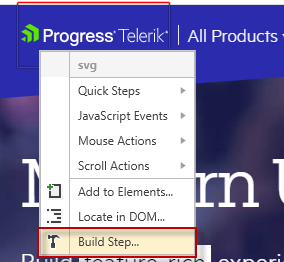 Progress Telerik | All Products
svg
Quick Steps
JavaScript Events
Mouse Actions
Scroll Actions
Add to Elements...
Locate in DOM...
Build Step...